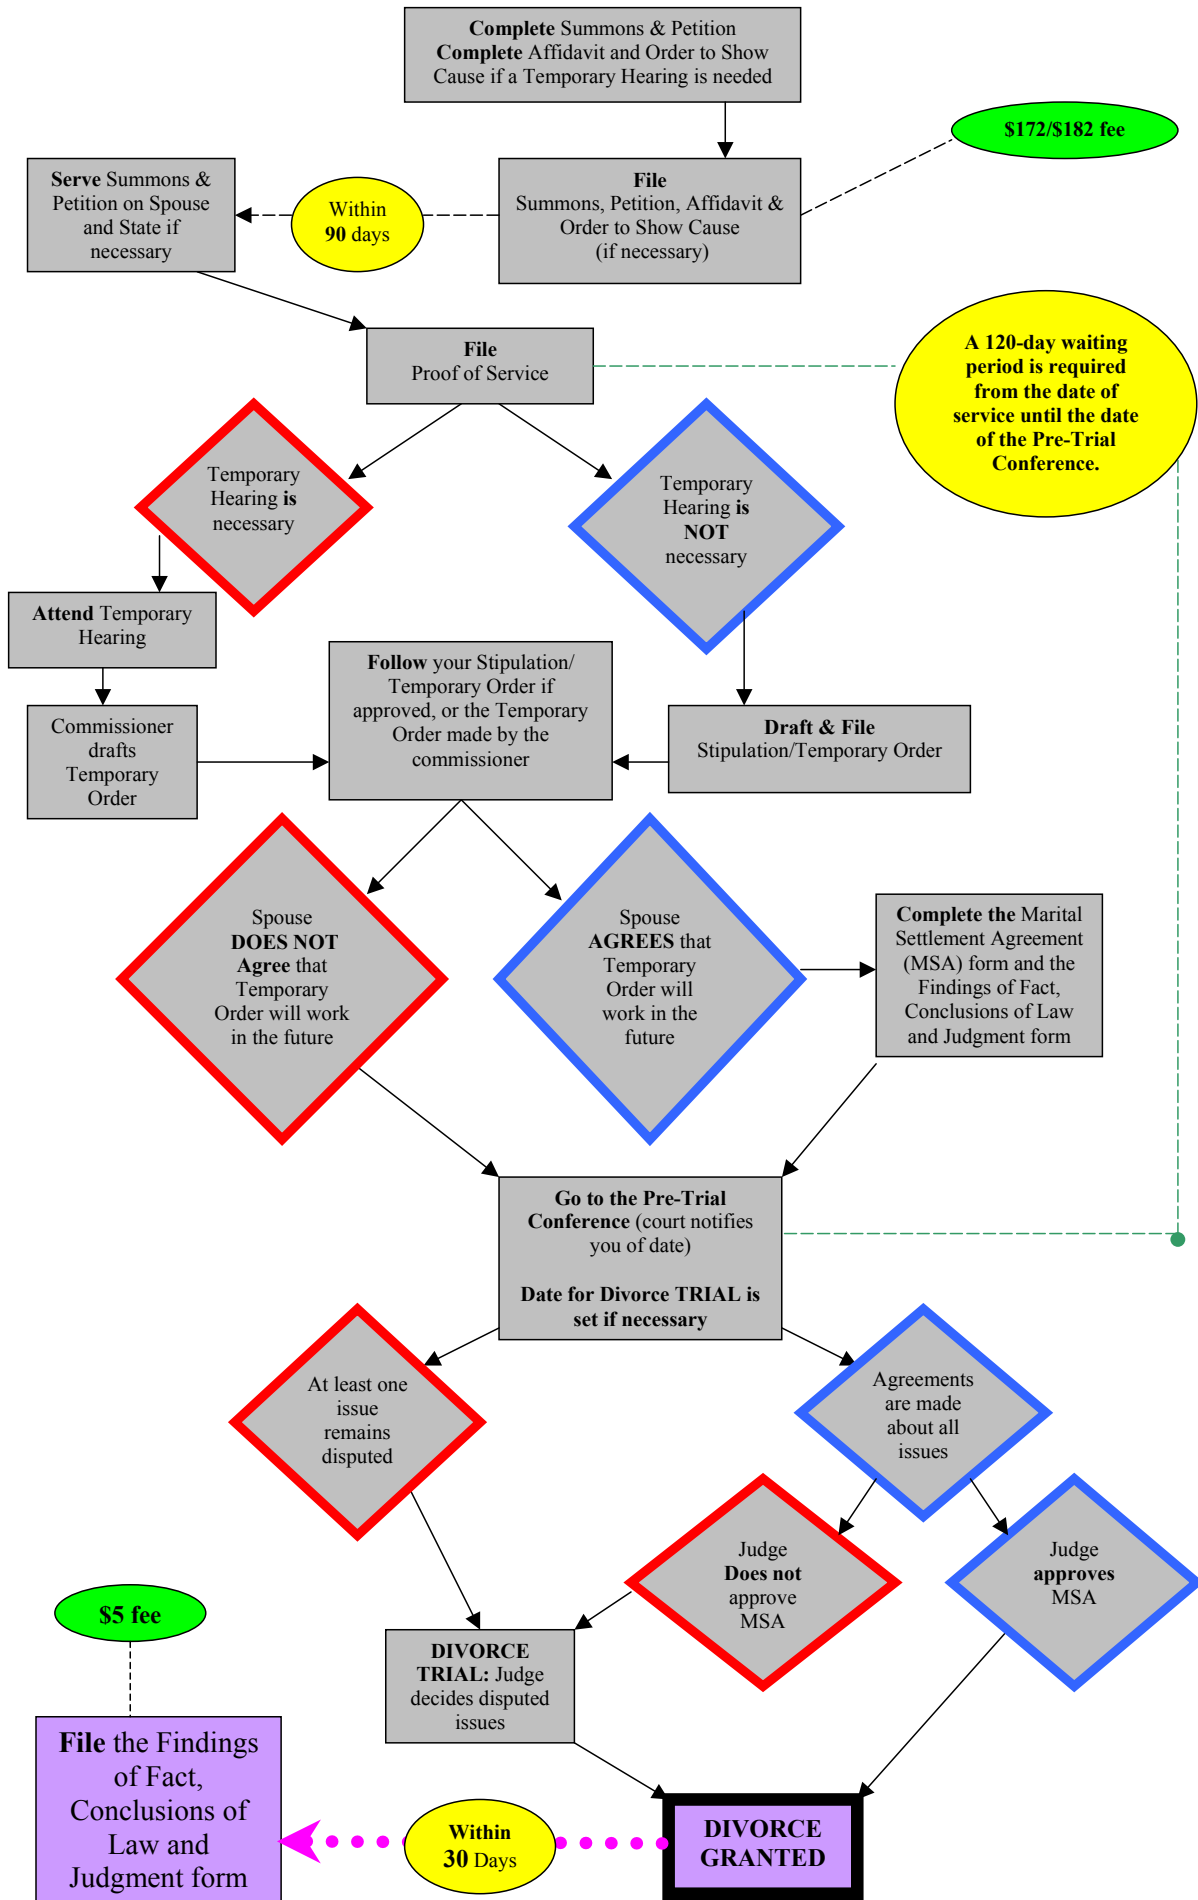 Complete Summons & Petition
Complete Affidavit and Order to Show
Cause if a Temporary Hearing is needed
$172/$182 fee
Serve Summons &
Petition on Spouse
and State if
necessary
Within
90 days
File
Summons, Petition, Affidavit &
Order to Show Cause
(if necessary)
File
Proof of Service
A 120-day waiting
period is required
from the date of
service until the date
of the Pre-Trial
Conference.
Temporary
Hearing is
necessary
Temporary
Hearing is
NOT
necessary
Attend Temporary
Hearing
Follow your Stipulation/
Temporary Order if
approved, or the Temporary
Order made by the
commissioner
Commissioner
drafts
Temporary
Order
Draft & File
Stipulation/Temporary Order
Spouse
DOES NOT
Agree that
Temporary
Order will work
in the future
Spouse
AGREES that
Temporary
Order will
work in the
future
Complete the Marital
Settlement Agreement
(MSA) form and the
Findings of Fact,
Conclusions of Law
and Judgment form
Go to the Pre-Trial
Conference (court notifies
you of date)
Date for Divorce TRIAL is
set if necessary
At least one
issue
remains
disputed
Agreements
are made
about all
issues
Judge
Does not
approve
MSA
Judge
approves
MSA
$5 fee
DIVORCE
TRIAL: Judge
decides disputed
issues
File the Findings
of Fact,
Conclusions of
Law and
Judgment form
Within
30 Days
DIVORCE
GRANTED